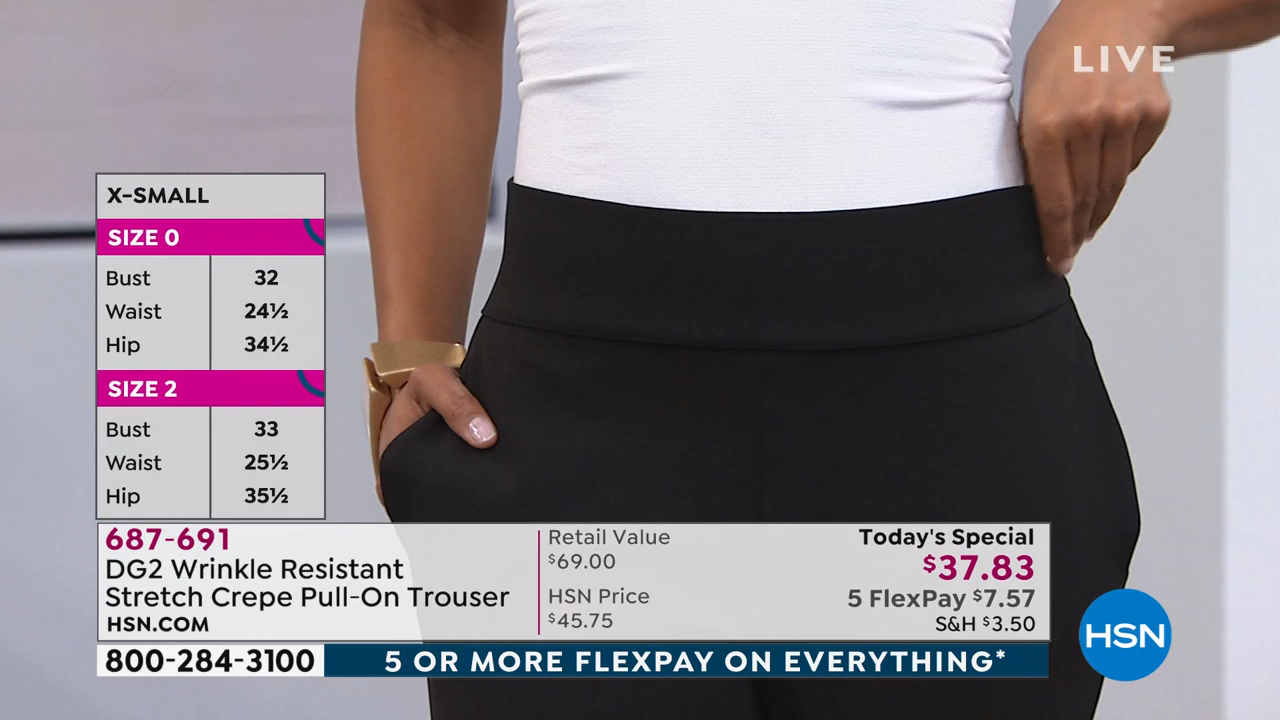 LIVE
X-SMALL
SIZE 0
Bust 32
Waist 24½
Hip 34½
SIZE 2
Bust 33
Waist 25½
Hip 35½
687-691
DG2 Wrinkle Resistant
Stretch Crepe Pull-On Trouser
HSN.COM
Retail Value
$69.00
HSN Price
$45.75
Today's Special
$37.83
5 FlexPay $7.57
S&H $3.50
800-284-3100
5 OR MORE FLEXPAY ON EVERYTHING*
HSN